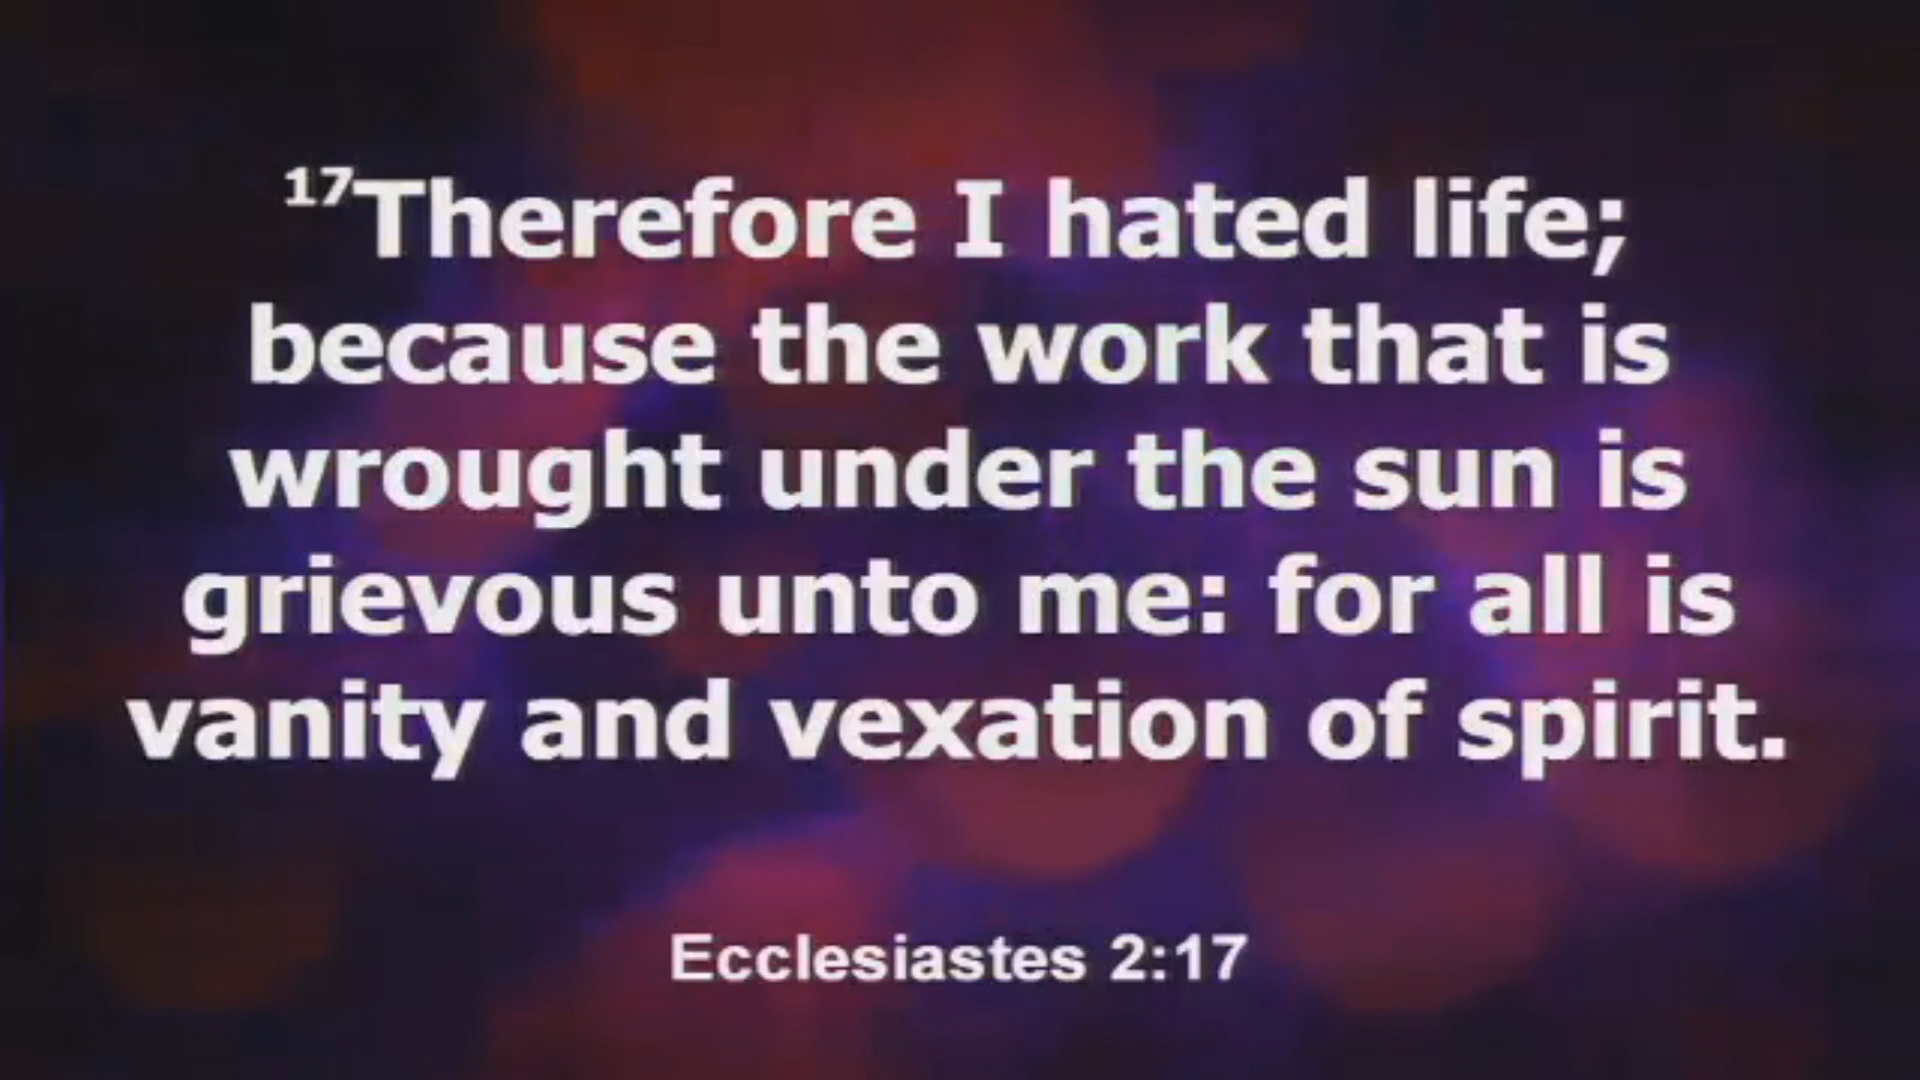 17Therefore I hated life;
because the work that is
wrought under the sun is
grievous unto me: for all is
vanity and vexation of spirit.
Ecclesiastes 2:17